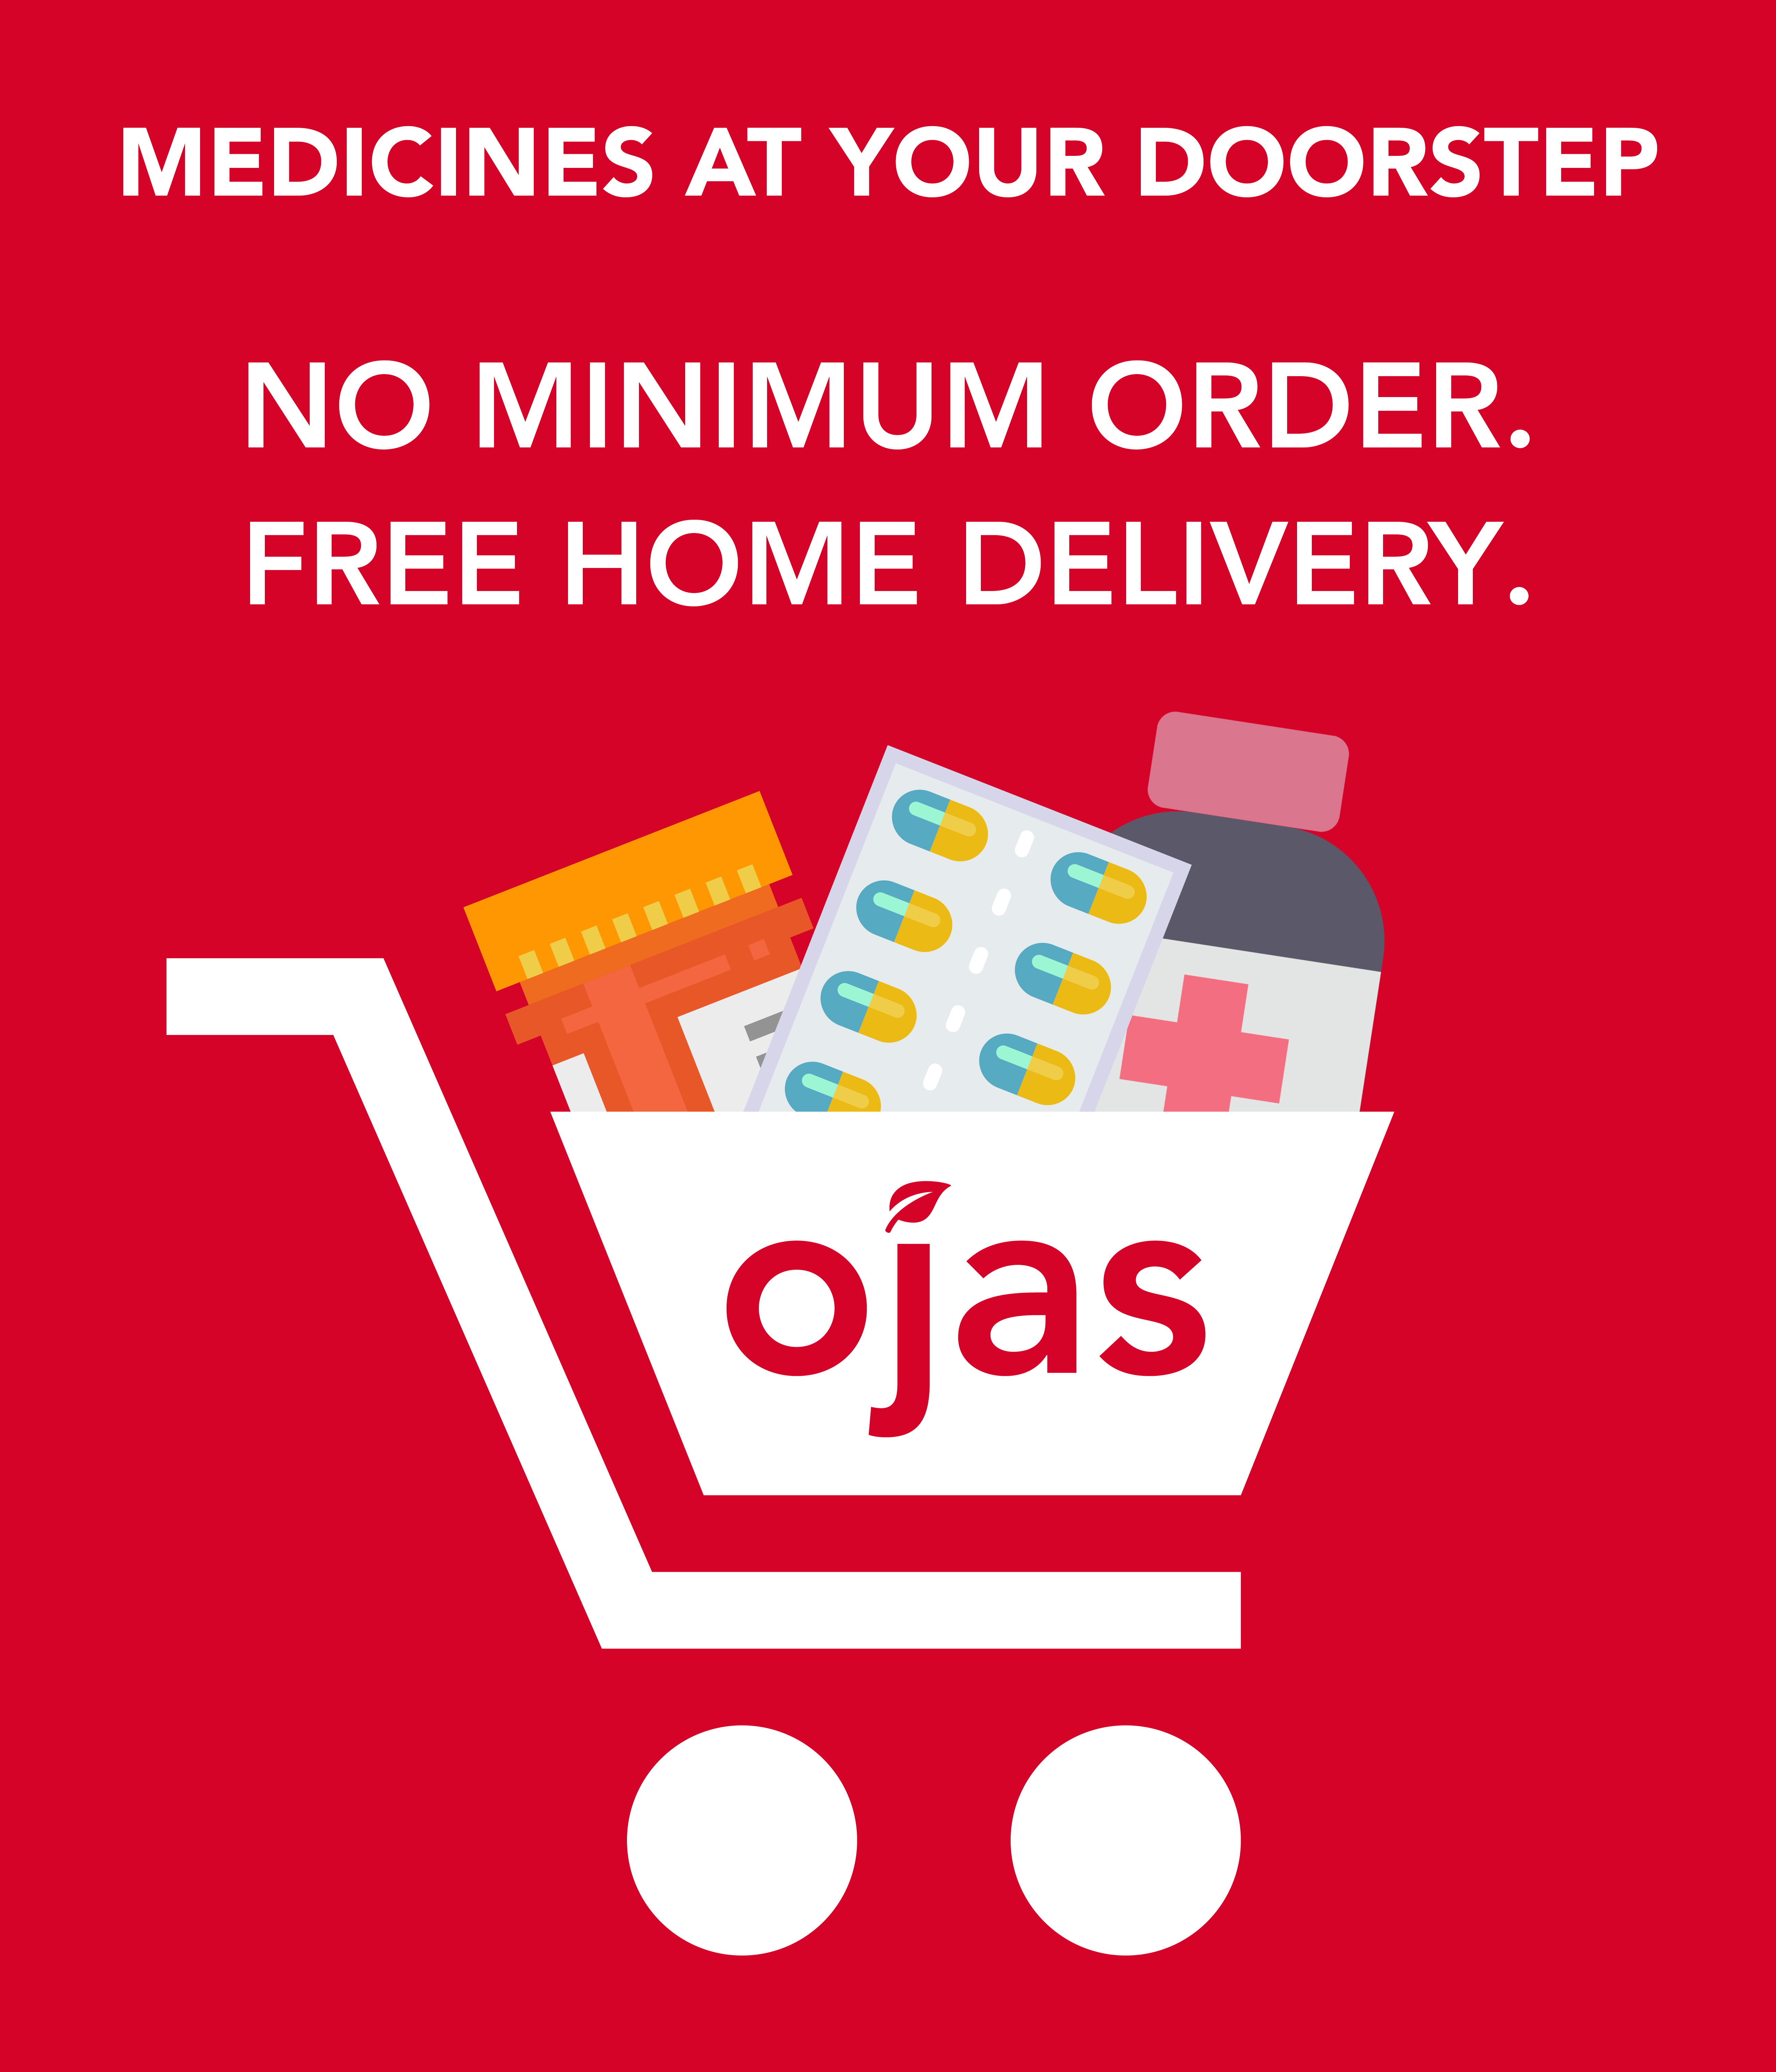 MEDICINES AT YOUR DOORSTEP
NO MINIMUM ORDER.
FREE HOME DELIVERY.
ojas